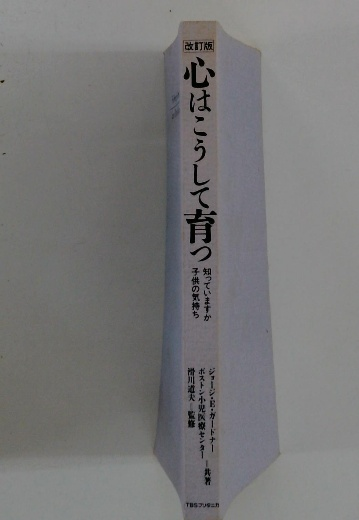 改訂版
心はこうして育つ
知っていますか
子供の気持ち
ジョージ・E・ガードナー
ボストン小児医療センター
共著
滑川道夫―監修
TBSブリタニカ